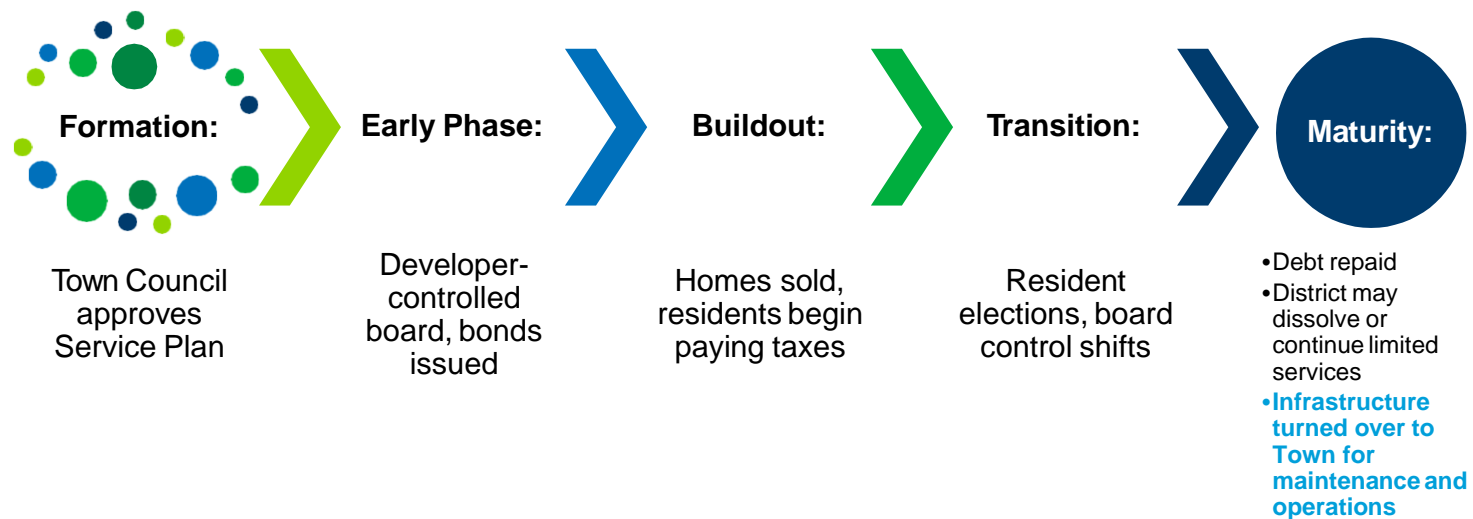 Formation:
Early Phase:
Buildout:
Transition:
Maturity:
Town Council
approves
Service Plan
Developer-
controlled
board, bonds
issued
Homes sold,
residents begin
paying taxes
Resident
elections, board
control shifts
•Debt repaid
•District may
dissolve or
continue limited
services
•Infrastructure
turned over to
Town for
maintenance and
operations